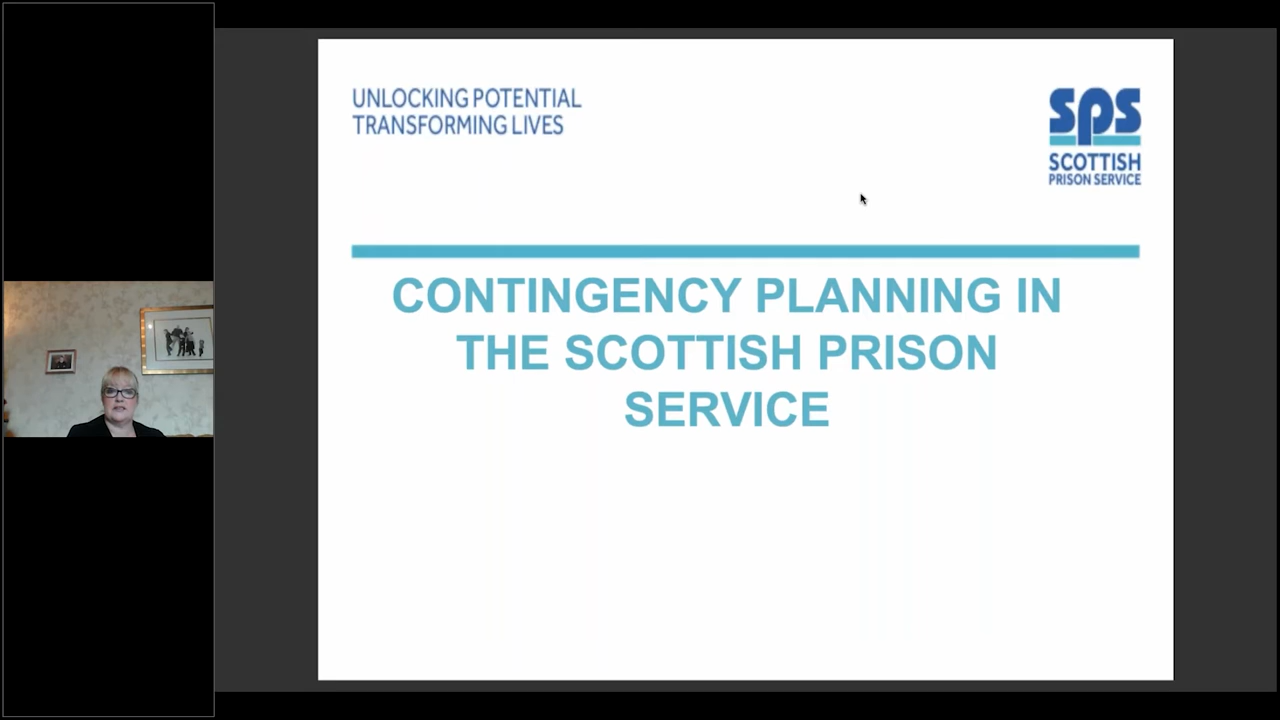 UNLOCKING POTENTIAL
TRANSFORMING LIVES
sps
SCOTTISH
PRISON SERVICE
CONTINGENCY PLANNING IN
THE SCOTTISH PRISON
SERVICE